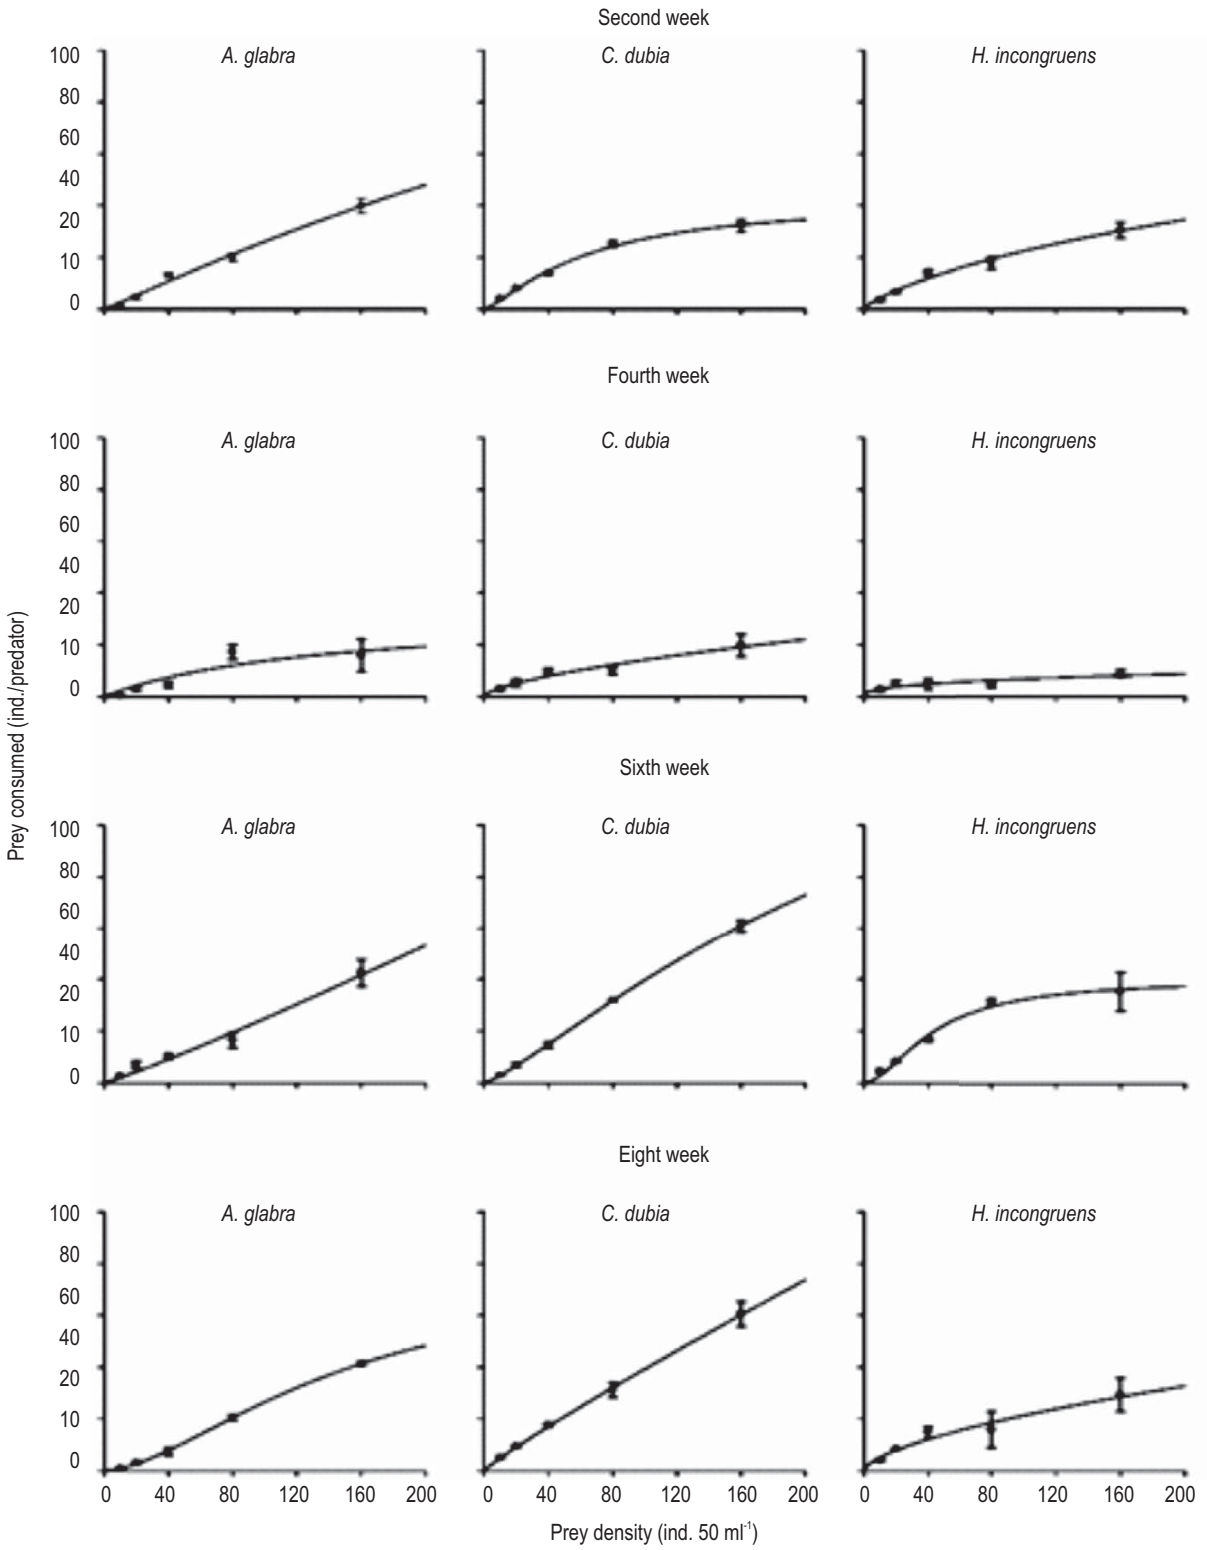 Second week
A. glabra C. dubia H. incongruens
100
80
60
40
20
10
0
Fourth week
A. glabra C. dubia H. incongruens
100
80
60
40
20
10
0
Sixth week
A. glabra C. dubia H. incongruens
100
80
60
40
20
10
0
Eight week
A. glabra C. dubia H. incongruens
100
80
60
40
20
10
0
Prey consumed (ind./predator)
0 40 80 120 160 200 0 40 80 120 160 200 0 40 80 120 160 200
Prey density (ind. 50 ml⁻¹)